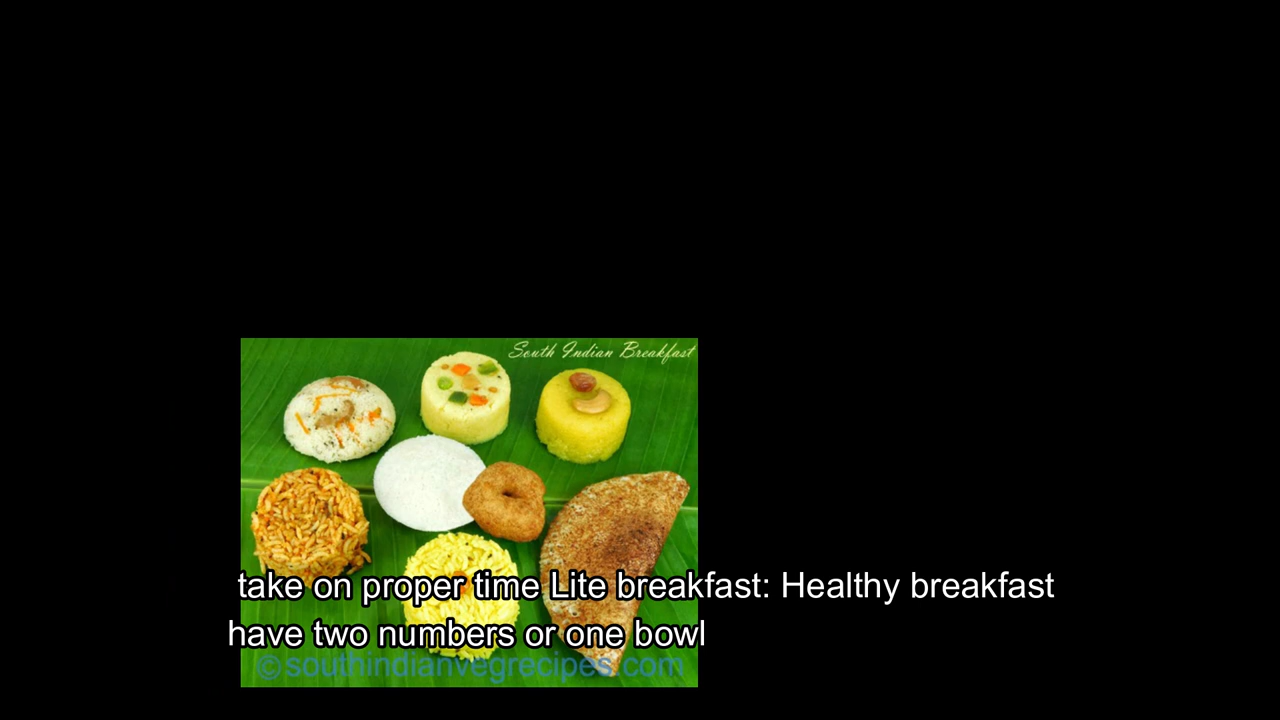 South Indian Breakfast
take on proper time Lite breakfast: Healthy breakfast
have two numbers or one bowl
©southindianvegrecipes.com